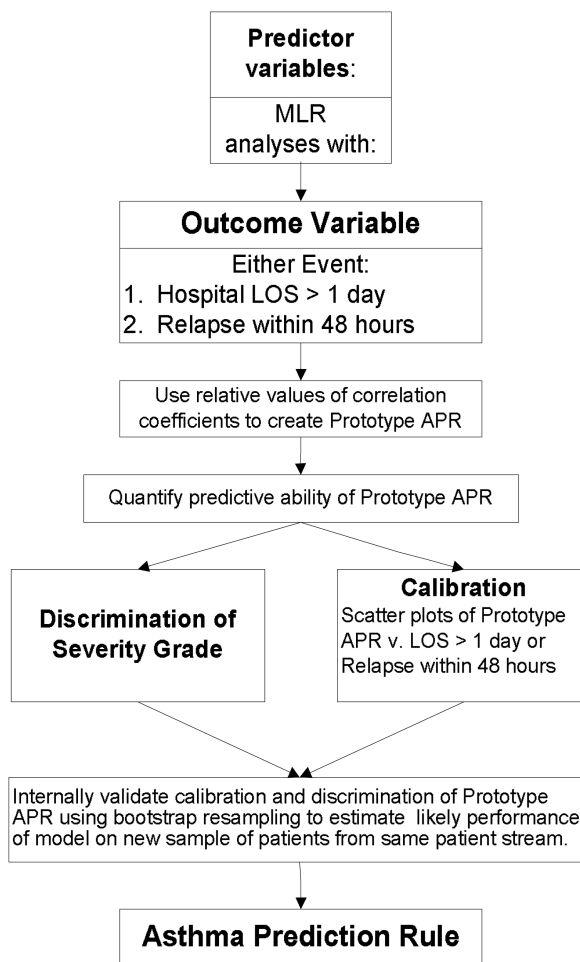 Predictor
variables:
MLR
analyses with:
Outcome Variable
Either Event:
1. Hospital LOS > 1 day
2. Relapse within 48 hours
Use relative values of correlation
coefficients to create Prototype APR
Quantify predictive ability of Prototype APR
Discrimination of
Severity Grade
Calibration
Scatter plots of Prototype
APR v. LOS > 1 day or
Relapse within 48 hours
Internally validate calibration and discrimination of Prototype
APR using bootstrap resampling to estimate likely performance
of model on new sample of patients from same patient stream.
Asthma Prediction Rule